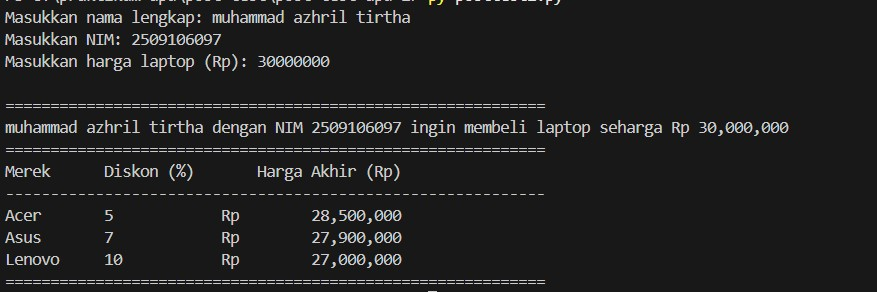 Masukkan nama lengkap: muhammad azhril tirtha
Masukkan NIM: 2509106097
Masukkan harga laptop (Rp): 30000000
============================================================
muhammad azhril tirtha dengan NIM 2509106097 ingin membeli laptop seharga Rp 30,000,000
============================================================
Merek      Diskon (%)       Harga Akhir (Rp)
------------------------------------------------------------
Acer       5            Rp        28,500,000
Asus       7            Rp        27,900,000
Lenovo     10           Rp        27,000,000
============================================================